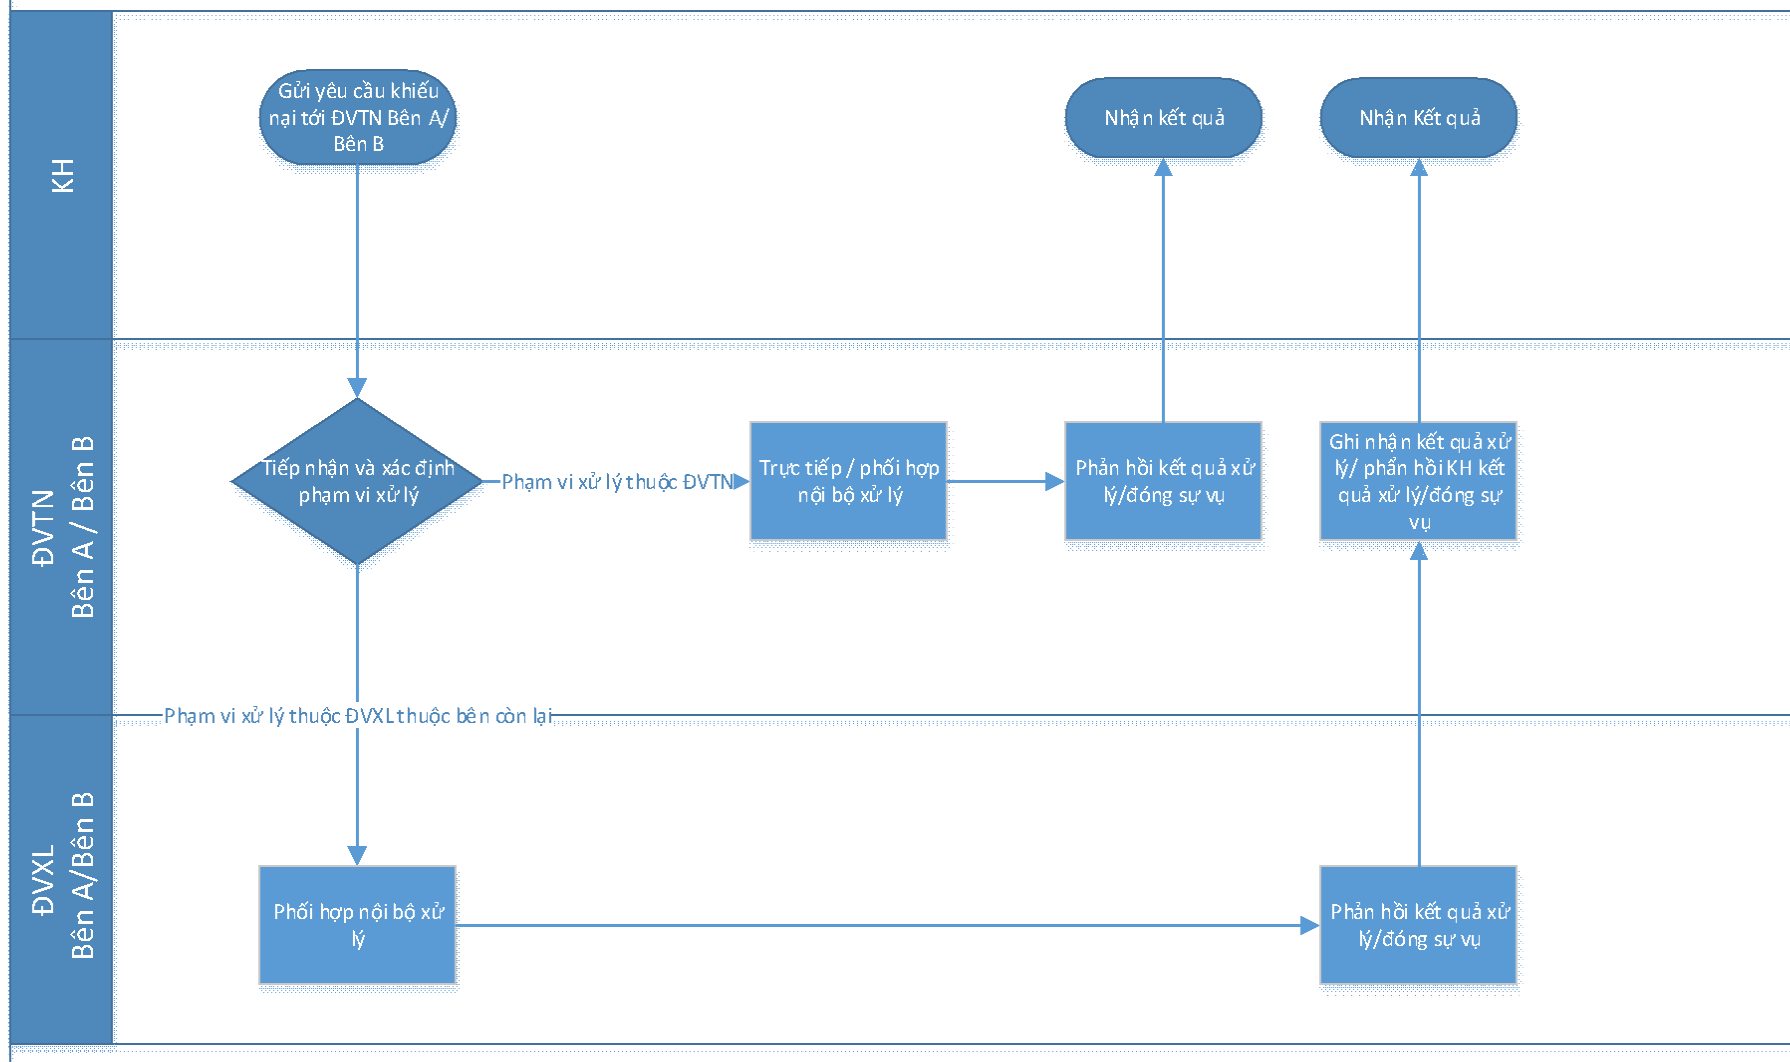 KH
Gửi yêu cầu khiếu
nại tới ĐVTN Bên A/
Bên B
Nhận kết quả
Nhận Kết quả
ĐVTN
Bên A / Bên B
Tiếp nhận và xác định
phạm vi xử lý
Phạm vi xử lý thuộc ĐVTN
Trực tiếp / phối hợp
nội bộ xử lý
Phản hồi kết quả xử
lý/đóng sự vụ
Ghi nhận kết quả xử
lý/ phẩn hồi KH kết
quả xử lý/đóng sự
vụ
Phạm vi xử lý thuộc ĐVXL thuộc bên còn lại
ĐVXL
Bên A/Bên B
Phối hợp nội bộ xử
lý
Phản hồi kết quả xử
lý/đóng sự vụ